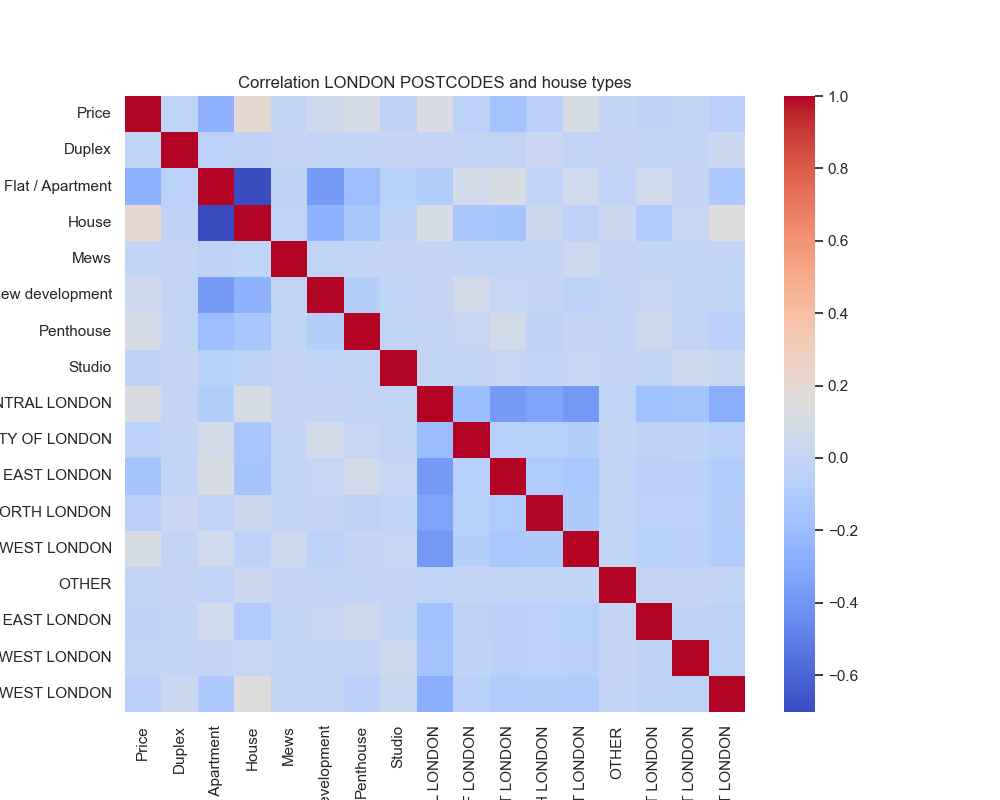 Correlation LONDON POSTCODES and house types
Price
Duplex
Flat / Apartment
House
Mews
ew development
Penthouse
Studio
NTRAL LONDON
TY OF LONDON
EAST LONDON
ORTH LONDON
WEST LONDON
OTHER
EAST LONDON
WEST LONDON
WEST LONDON
1.0
0.8
0.6
0.4
0.2
0.0
−0.2
−0.4
−0.6
Price
Duplex
Apartment
House
Mews
evelopment
Penthouse
Studio
L LONDON
F LONDON
T LONDON
H LONDON
T LONDON
OTHER
T LONDON
T LONDON
T LONDON